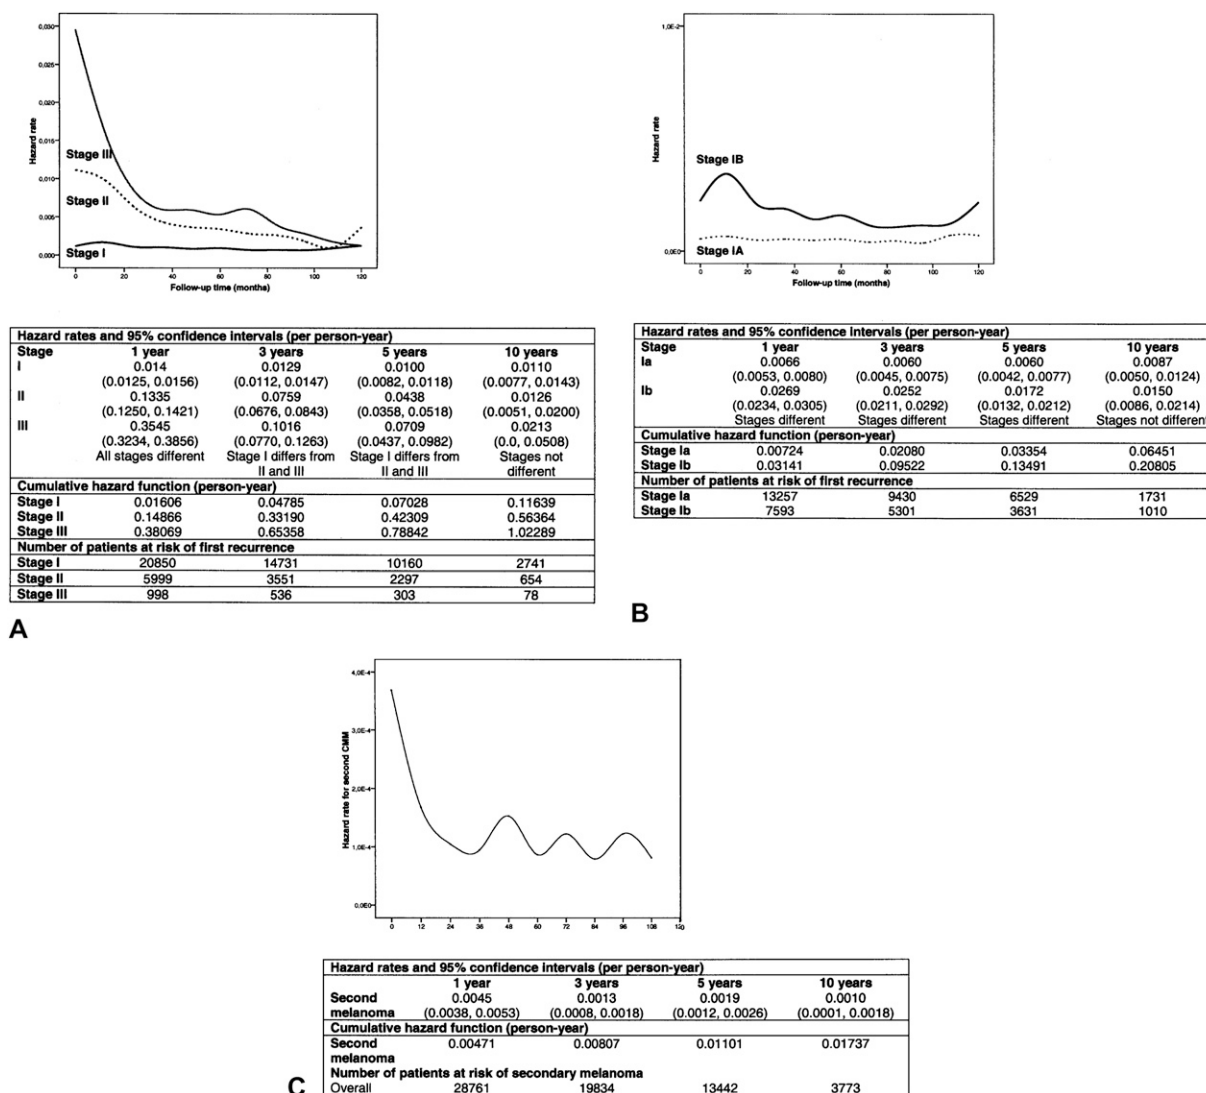 0,030
0,025
0,020
0,015
0,010
0,005
0,000
Hazard rate
Stage III
Stage II
Stage I
0 20 40 60 80 100 120
Follow-up time (months)
Hazard rates and 95% confidence intervals (per person-year)
Stage 1 year 3 years 5 years 10 years
I 0.014 0.0129 0.0100 0.0110
(0.0125, 0.0156) (0.0112, 0.0147) (0.0082, 0.0118) (0.0077, 0.0143)
II 0.1335 0.0759 0.0438 0.0126
(0.1250, 0.1421) (0.0676, 0.0843) (0.0358, 0.0518) (0.0051, 0.0200)
III 0.3545 0.1016 0.0709 0.0213
(0.3234, 0.3856) (0.0770, 0.1263) (0.0437, 0.0982) (0.0, 0.0508)
All stages different Stage I differs from Stage I differs from Stages not
II and III II and III different
Cumulative hazard function (person-year)
Stage I 0.01606 0.04785 0.07028 0.11639
Stage II 0.14866 0.33190 0.42309 0.56364
Stage III 0.38069 0.65358 0.78842 1.02289
Number of patients at risk of first recurrence
Stage I 20850 14731 10160 2741
Stage II 5999 3551 2297 654
Stage III 998 536 303 78
A
1,0E-2
0,0E0
Hazard rate
Stage IB
Stage IA
0 20 40 60 80 100 120
Follow-up time (months)
Hazard rates and 95% confidence intervals (per person-year)
Stage 1 year 3 years 5 years 10 years
Ia 0.0066 0.0060 0.0060 0.0087
(0.0053, 0.0080) (0.0045, 0.0075) (0.0042, 0.0077) (0.0050, 0.0124)
Ib 0.0269 0.0252 0.0172 0.0150
(0.0234, 0.0305) (0.0211, 0.0292) (0.0132, 0.0212) (0.0086, 0.0214)
Stages different Stages different Stages different Stages not different
Cumulative hazard function (person-year)
Stage Ia 0.00724 0.02080 0.03354 0.06451
Stage Ib 0.03141 0.09522 0.13491 0.20805
Number of patients at risk of first recurrence
Stage Ia 13257 9430 6529 1731
Stage Ib 7593 5301 3631 1010
B
4,0E-4
3,0E-4
2,0E-4
1,0E-4
0,0E0
Hazard rate for second CMM
0 12 24 36 48 60 72 84 96 108 120
Hazard rates and 95% confidence intervals (per person-year)
1 year 3 years 5 years 10 years
Second 0.0045 0.0013 0.0019 0.0010
melanoma (0.0038, 0.0053) (0.0008, 0.0018) (0.0012, 0.0026) (0.0001, 0.0018)
Cumulative hazard function (person-year)
Second 0.00471 0.00807 0.01101 0.01737
melanoma
Number of patients at risk of secondary melanoma
Overall 28761 19834 13442 3773
C